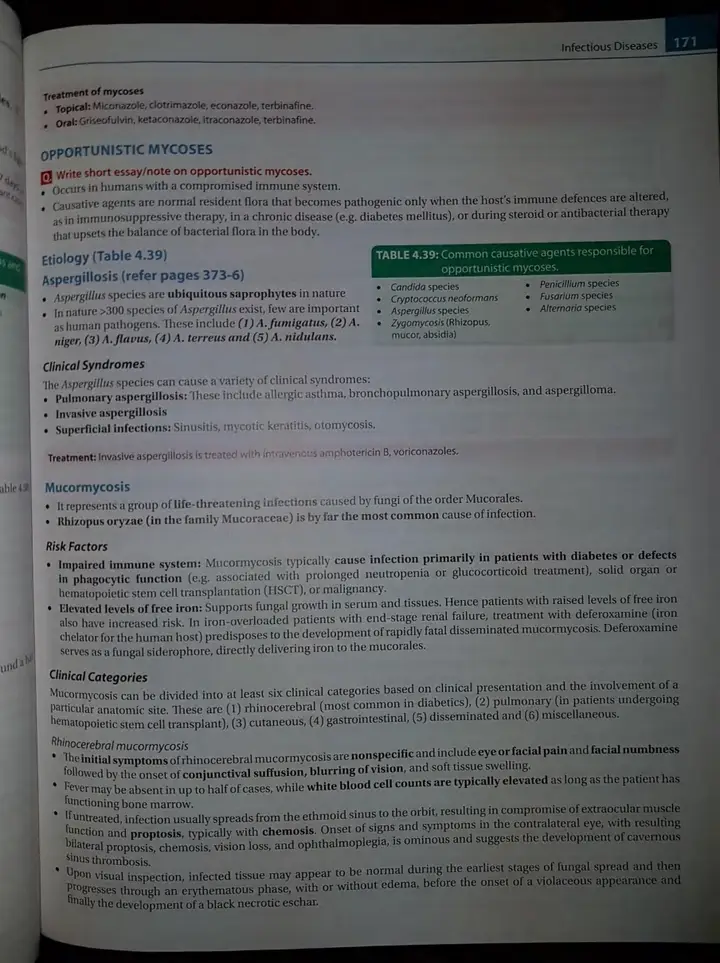 Infectious Diseases 171
Treatment of mycoses
• Topical: Miconazole, clotrimazole, econazole, terbinafine.
• Oral: Griseofulvin, ketaconazole, itraconazole, terbinafine.
OPPORTUNISTIC MYCOSES
Q. Write short essay/note on opportunistic mycoses.
• Occurs in humans with a compromised immune system.
• Causative agents are normal resident flora that becomes pathogenic only when the host's immune defences are altered,
as in immunosuppressive therapy, in a chronic disease (e.g. diabetes mellitus), or during steroid or antibacterial therapy
that upsets the balance of bacterial flora in the body.
Etiology (Table 4.39)
Aspergillosis (refer pages 373-6)
• Aspergillus species are ubiquitous saprophytes in nature
• In nature >300 species of Aspergillus exist, few are important
as human pathogens. These include (1) A. fumigatus, (2) A.
niger, (3) A. flavus, (4) A. terreus and (5) A. nidulans.
TABLE 4.39: Common causative agents responsible for
opportunistic mycoses.
• Candida species
• Cryptococcus neoformans
• Aspergillus species
• Zygomycosis (Rhizopus,
mucor, absidia)
• Penicillium species
• Fusarium species
• Alternaria species
Clinical Syndromes
The Aspergillus species can cause a variety of clinical syndromes:
• Pulmonary aspergillosis: These include allergic asthma, bronchopulmonary aspergillosis, and aspergilloma.
• Invasive aspergillosis
• Superficial infections: Sinusitis, mycotic keratitis, otomycosis.
Treatment: Invasive aspergillosis is treated with intravenous amphotericin B, voriconazoles.
Mucormycosis
• It represents a group of life-threatening infections caused by fungi of the order Mucorales.
• Rhizopus oryzae (in the family Mucoraceae) is by far the most common cause of infection.
Risk Factors
• Impaired immune system: Mucormycosis typically cause infection primarily in patients with diabetes or defects
in phagocytic function (e.g. associated with prolonged neutropenia or glucocorticoid treatment), solid organ or
hematopoietic stem cell transplantation (HSCT), or malignancy.
• Elevated levels of free iron: Supports fungal growth in serum and tissues. Hence patients with raised levels of free iron
also have increased risk. In iron-overloaded patients with end-stage renal failure, treatment with deferoxamine (iron
chelator for the human host) predisposes to the development of rapidly fatal disseminated mucormycosis. Deferoxamine
serves as a fungal siderophore, directly delivering iron to the mucorales.
Clinical Categories
Mucormycosis can be divided into at least six clinical categories based on clinical presentation and the involvement of a
particular anatomic site. These are (1) rhinocerebral (most common in diabetics), (2) pulmonary (in patients undergoing
hematopoietic stem cell transplant), (3) cutaneous, (4) gastrointestinal, (5) disseminated and (6) miscellaneous.
Rhinocerebral mucormycosis
• The initial symptoms of rhinocerebral mucormycosis are nonspecific and include eye or facial pain and facial numbness
followed by the onset of conjunctival suffusion, blurring of vision, and soft tissue swelling.
• Fever may be absent in up to half of cases, while white blood cell counts are typically elevated as long as the patient has
functioning bone marrow.
• If untreated, infection usually spreads from the ethmoid sinus to the orbit, resulting in compromise of extraocular muscle
function and proptosis, typically with chemosis. Onset of signs and symptoms in the contralateral eye, with resulting
bilateral proptosis, chemosis, vision loss, and ophthalmoplegia, is ominous and suggests the development of cavernous
sinus thrombosis.
• Upon visual inspection, infected tissue may appear to be normal during the earliest stages of fungal spread and then
progresses through an erythematous phase, with or without edema, before the onset of a violaceous appearance and
finally the development of a black necrotic eschar.